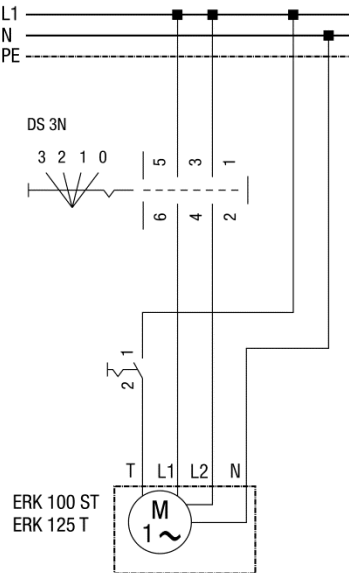 L1
N
PE
DS 3N
3 2 1 0
5 3 1
6 4 2
1
2
T L1 L2 N
ERK 100 ST
ERK 125 T
M
1 ~